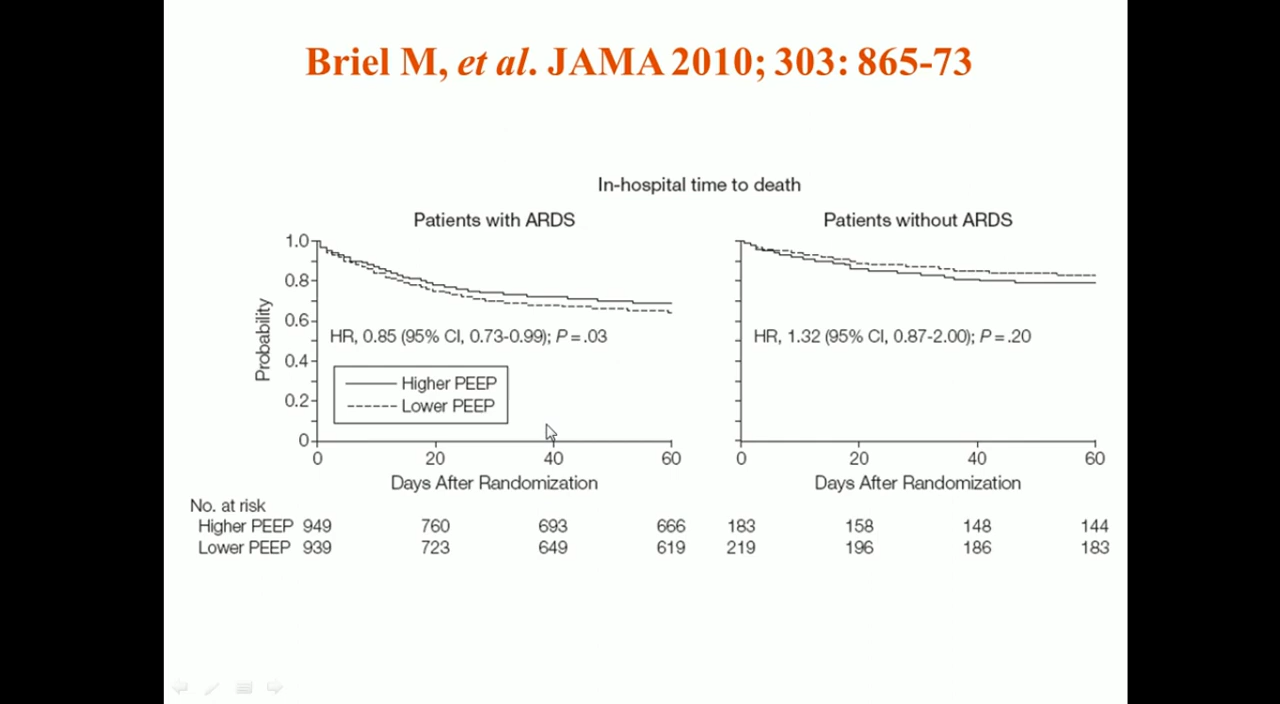 Briel M, et al. JAMA 2010; 303: 865-73
In-hospital time to death
Patients with ARDS
1.0
0.8
0.6
0.4
0.2
0
Probability
HR, 0.85 (95% CI, 0.73-0.99); P = .03
Higher PEEP
Lower PEEP
0 20 40 60
Days After Randomization
Patients without ARDS
HR, 1.32 (95% CI, 0.87-2.00); P = .20
0 20 40 60
Days After Randomization
No. at risk
Higher PEEP 949 760 693 666 183 158 148 144
Lower PEEP 939 723 649 619 219 196 186 183